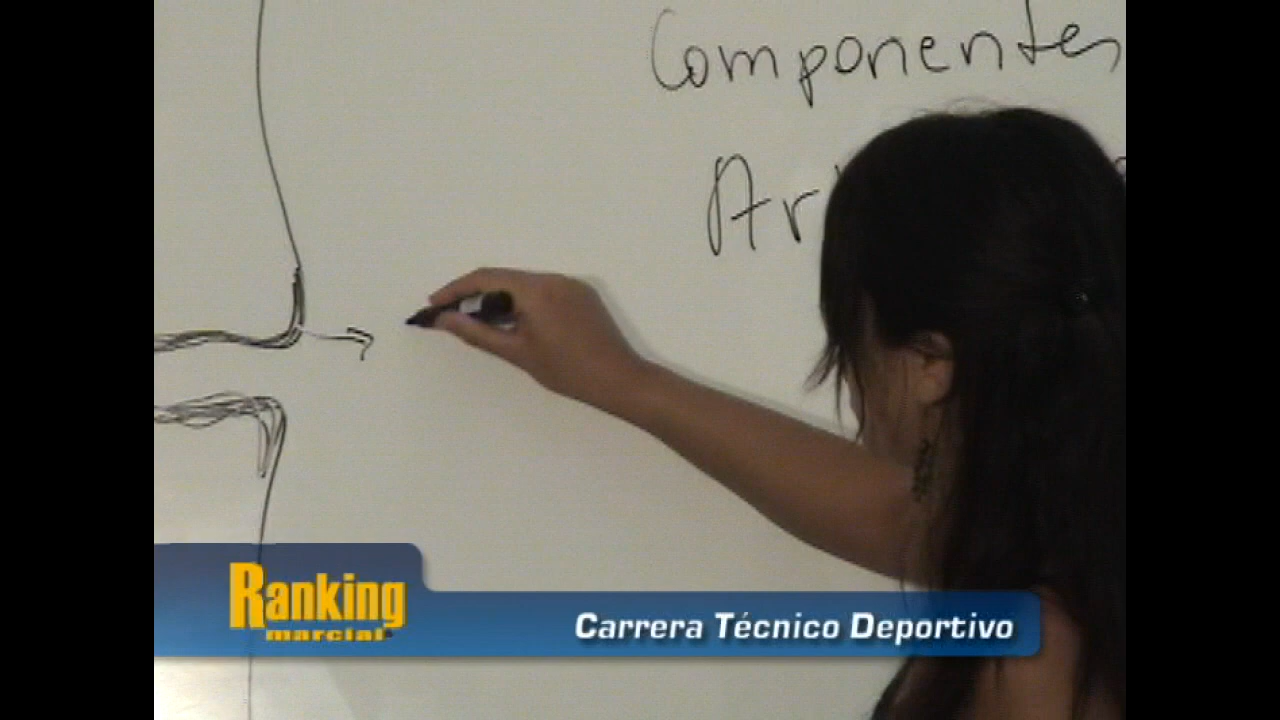 Componentes
Ranking
marcial
Carrera Técnico Deportivo